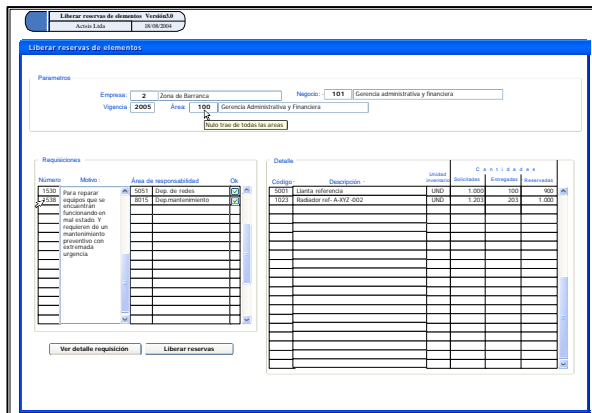 Liberar reservas de elementos Versión3.0
Actsis Ltda 18/08/2004
Liberar reservas de elementos
Parametros
Empresa: 2 Zona de Barranca Negocio: 101 Gerencia administrativa y financiera
Vigencia 2005 Área: 100 Gerencia Administrativa y Financiera
Nulo trae de todas las areas
Requisiciones
Número Motivo : Área de responsabilidad Ok
1530 5051 Dep. de redes
1538 8015 Dep.mantenimiento
Para reparar
equipos que se
encuentran
funcionando en
mal estado. Y
requieren de un
mantenimiento
preventivo con
extremada
urgencia
Ver detalle requisición Liberar reservas
Detalle
Cantidades
Código Descripción Unidad inventario Solicitadas Entregadas Reservadas
5001 Llanta referencia UND 1.000 100 900
1023 Radiador ref- A-XYZ -002 UND 1.203 203 1.000